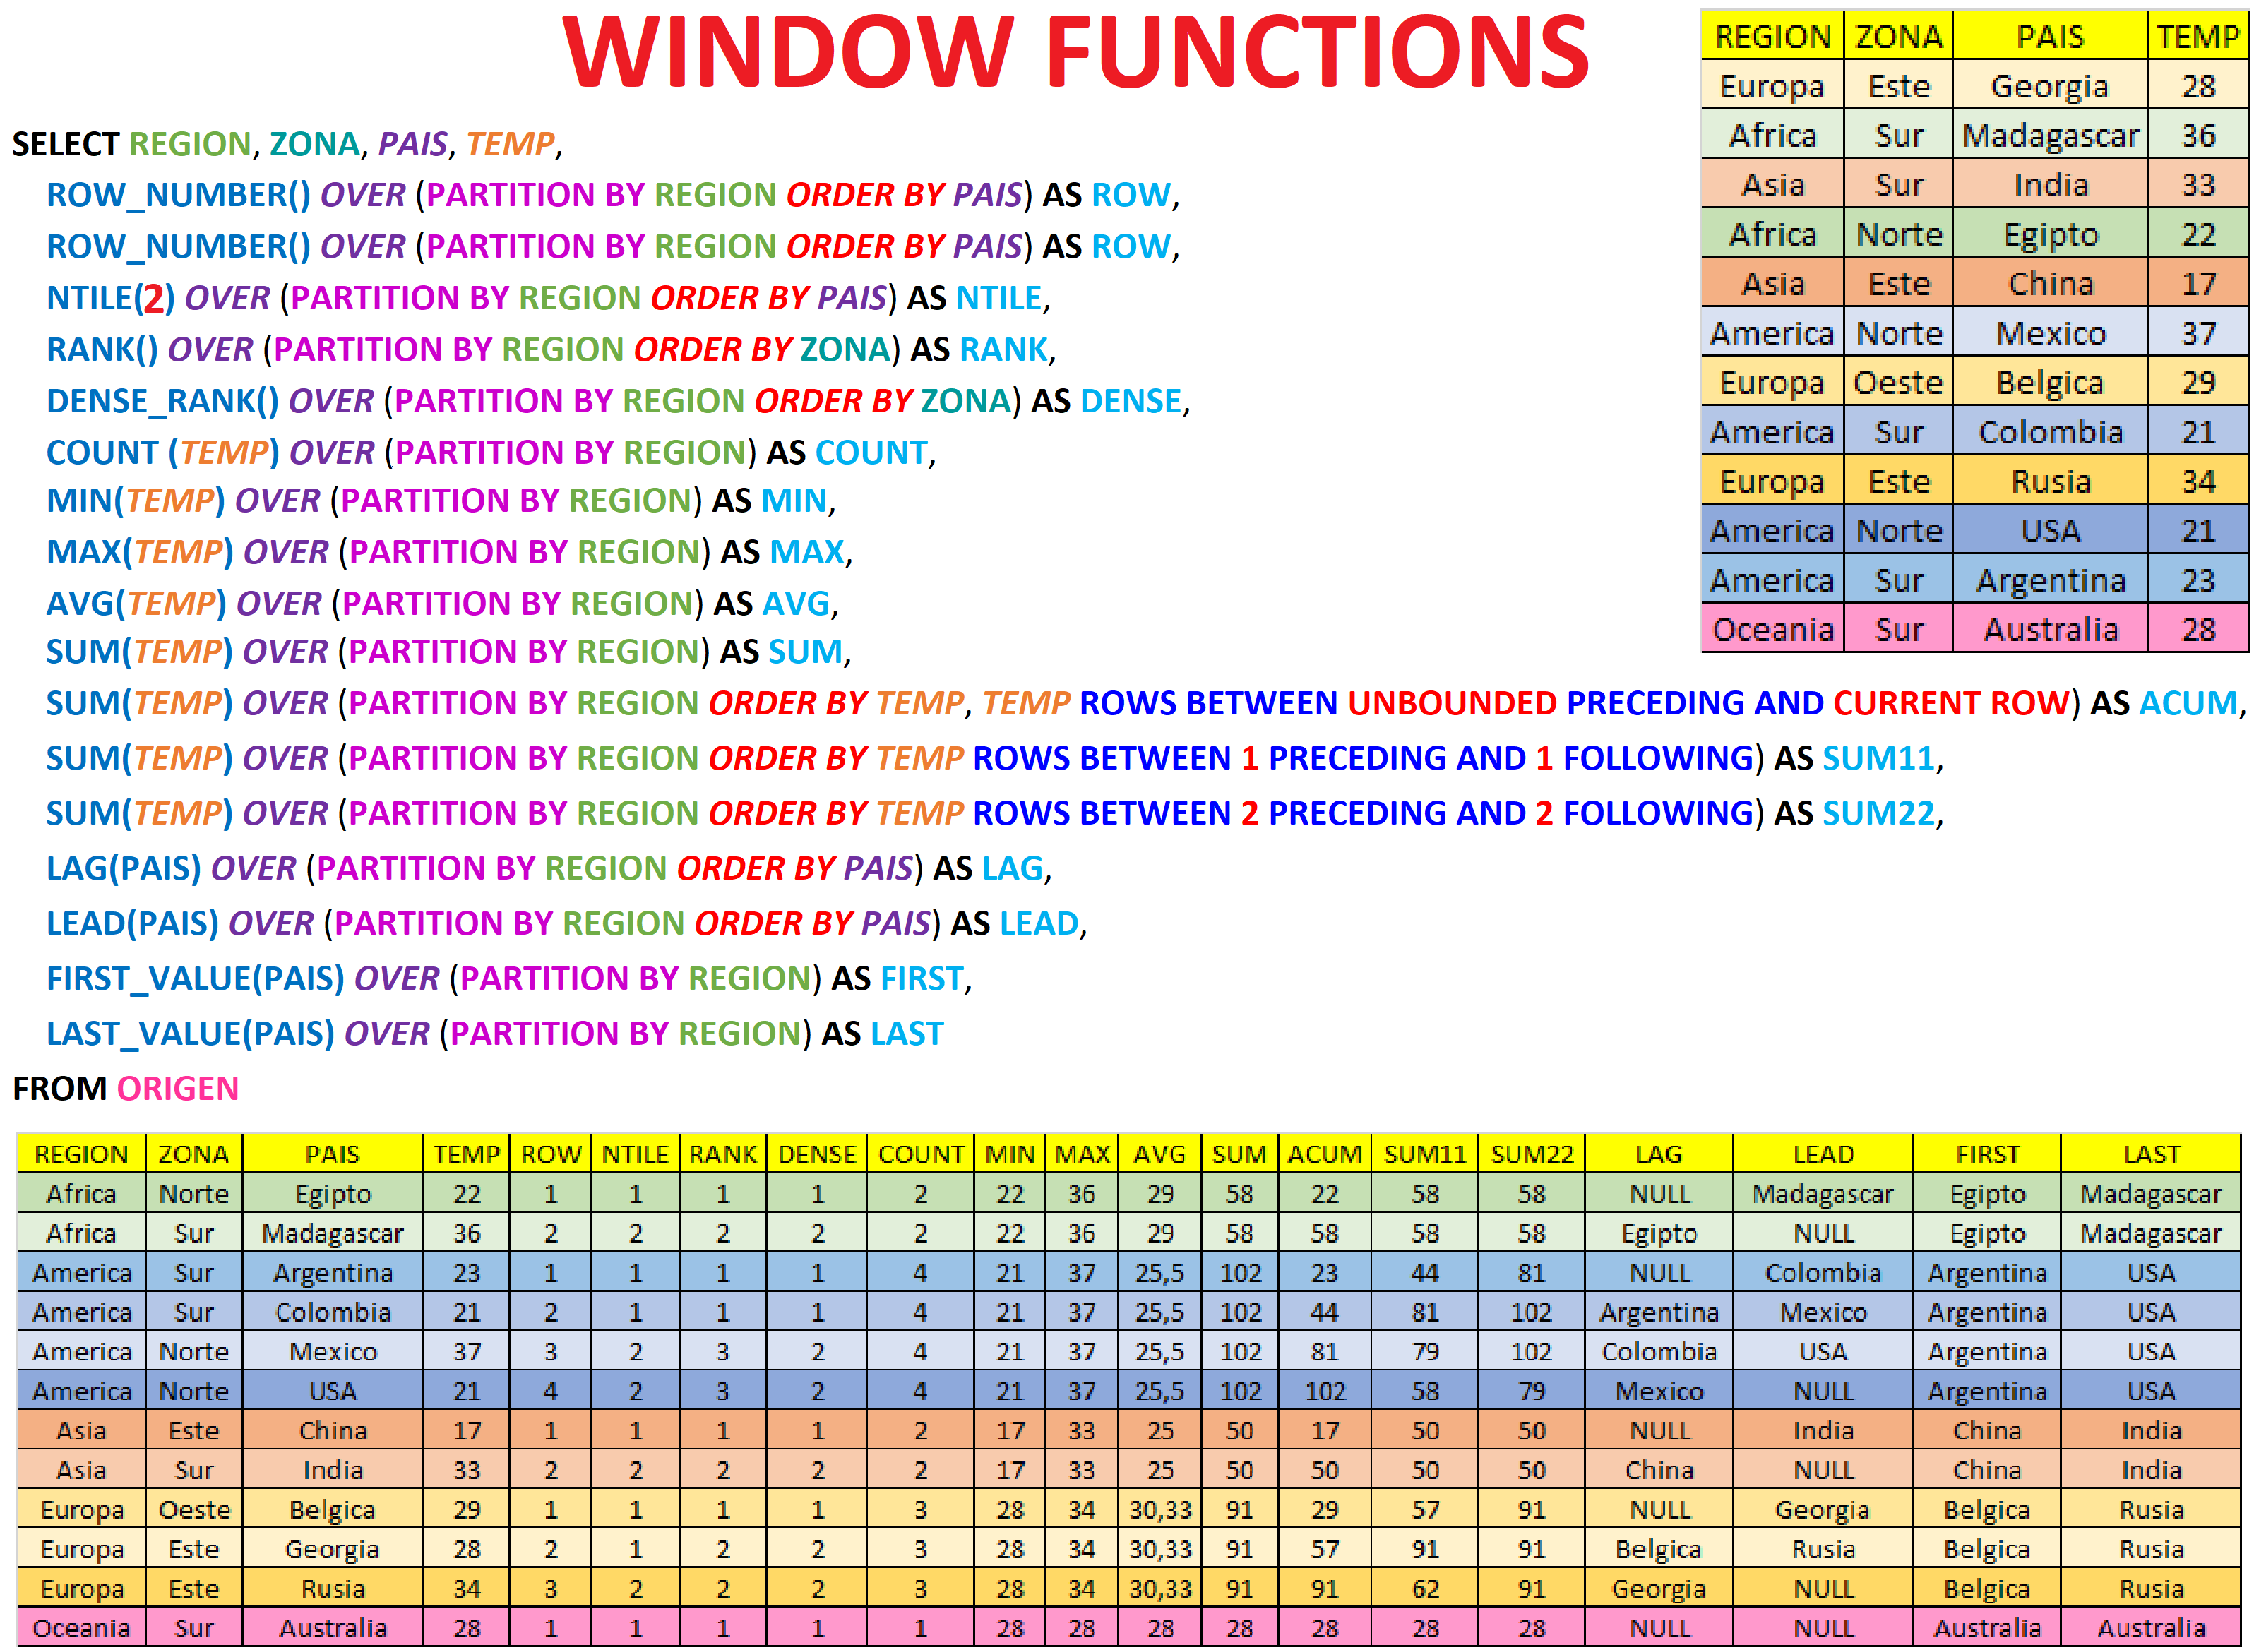 WINDOW FUNCTIONS
SELECT REGION, ZONA, PAIS, TEMP,
ROW_NUMBER() OVER (PARTITION BY REGION ORDER BY PAIS) AS ROW,
ROW_NUMBER() OVER (PARTITION BY REGION ORDER BY PAIS) AS ROW,
NTILE(2) OVER (PARTITION BY REGION ORDER BY PAIS) AS NTILE,
RANK() OVER (PARTITION BY REGION ORDER BY ZONA) AS RANK,
DENSE_RANK() OVER (PARTITION BY REGION ORDER BY ZONA) AS DENSE,
COUNT (TEMP) OVER (PARTITION BY REGION) AS COUNT,
MIN(TEMP) OVER (PARTITION BY REGION) AS MIN,
MAX(TEMP) OVER (PARTITION BY REGION) AS MAX,
AVG(TEMP) OVER (PARTITION BY REGION) AS AVG,
SUM(TEMP) OVER (PARTITION BY REGION) AS SUM,
SUM(TEMP) OVER (PARTITION BY REGION ORDER BY TEMP, TEMP ROWS BETWEEN UNBOUNDED PRECEDING AND CURRENT ROW) AS ACUM,
SUM(TEMP) OVER (PARTITION BY REGION ORDER BY TEMP ROWS BETWEEN 1 PRECEDING AND 1 FOLLOWING) AS SUM11,
SUM(TEMP) OVER (PARTITION BY REGION ORDER BY TEMP ROWS BETWEEN 2 PRECEDING AND 2 FOLLOWING) AS SUM22,
LAG(PAIS) OVER (PARTITION BY REGION ORDER BY PAIS) AS LAG,
LEAD(PAIS) OVER (PARTITION BY REGION ORDER BY PAIS) AS LEAD,
FIRST_VALUE(PAIS) OVER (PARTITION BY REGION) AS FIRST,
LAST_VALUE(PAIS) OVER (PARTITION BY REGION) AS LAST
FROM ORIGEN
REGION ZONA PAIS TEMP
Europa Este Georgia 28
Africa Sur Madagascar 36
Asia Sur India 33
Africa Norte Egipto 22
Asia Este China 17
America Norte Mexico 37
Europa Oeste Belgica 29
America Sur Colombia 21
Europa Este Rusia 34
America Norte USA 21
America Sur Argentina 23
Oceania Sur Australia 28
REGION ZONA PAIS TEMP ROW NTILE RANK DENSE COUNT MIN MAX AVG SUM ACUM SUM11 SUM22 LAG LEAD FIRST LAST
Africa Norte Egipto 22 1 1 1 1 2 22 36 29 58 22 58 58 NULL Madagascar Egipto Madagascar
Africa Sur Madagascar 36 2 2 2 2 2 22 36 29 58 58 58 58 Egipto NULL Egipto Madagascar
America Sur Argentina 23 1 1 1 1 4 21 37 25,5 102 23 44 81 NULL Colombia Argentina USA
America Sur Colombia 21 2 1 1 1 4 21 37 25,5 102 44 81 102 Argentina Mexico Argentina USA
America Norte Mexico 37 3 2 3 2 4 21 37 25,5 102 81 79 102 Colombia USA Argentina USA
America Norte USA 21 4 2 3 2 4 21 37 25,5 102 102 58 79 Mexico NULL Argentina USA
Asia Este China 17 1 1 1 1 2 17 33 25 50 17 50 50 NULL India China India
Asia Sur India 33 2 2 2 2 2 17 33 25 50 50 50 50 China NULL China India
Europa Oeste Belgica 29 1 1 1 1 3 28 34 30,33 91 29 57 91 NULL Georgia Belgica Rusia
Europa Este Georgia 28 2 1 2 2 3 28 34 30,33 91 57 91 91 Belgica Rusia Belgica Rusia
Europa Este Rusia 34 3 2 2 2 3 28 34 30,33 91 91 62 91 Georgia NULL Belgica Rusia
Oceania Sur Australia 28 1 1 1 1 1 28 28 28 28 28 28 28 NULL NULL Australia Australia